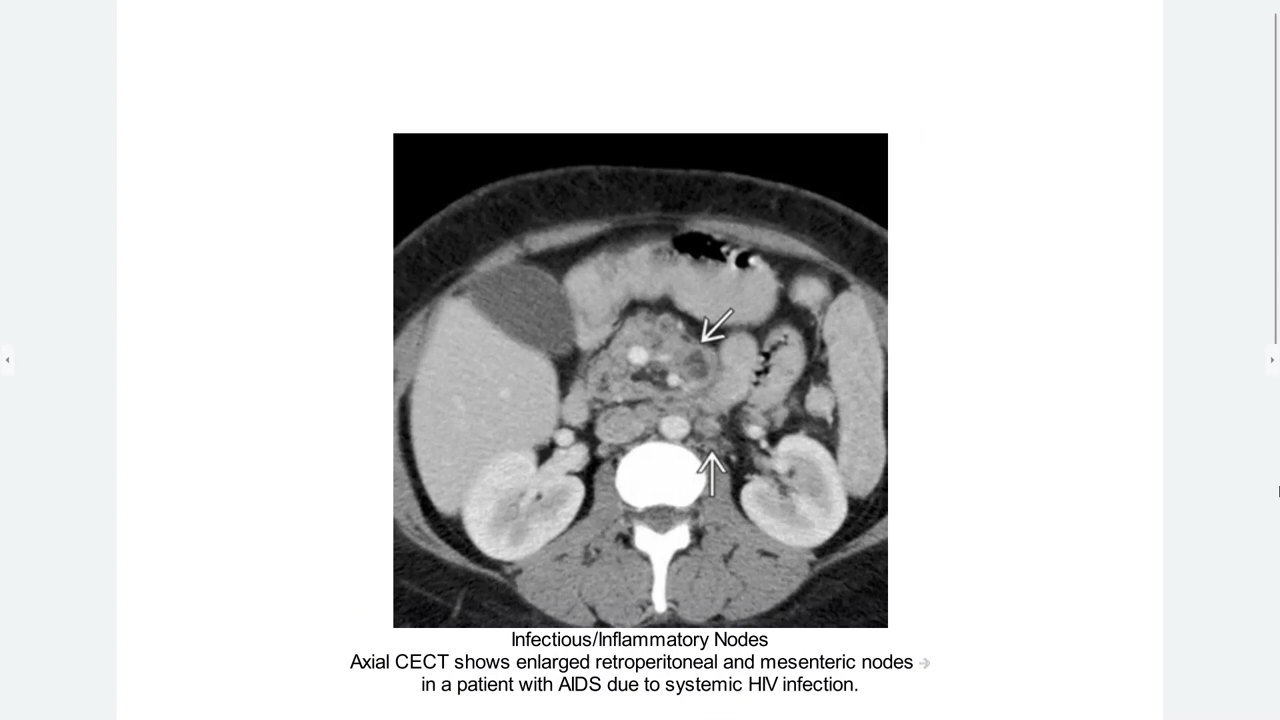 Infectious/Inflammatory Nodes
Axial CECT shows enlarged retroperitoneal and mesenteric nodes
in a patient with AIDS due to systemic HIV infection.